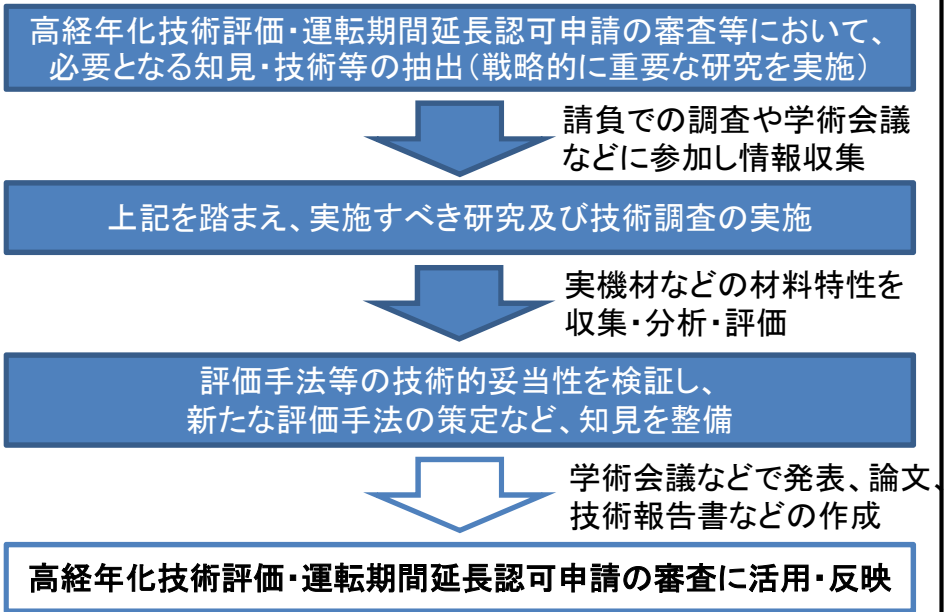 高経年化技術評価・運転期間延長認可申請の審査等において、
必要となる知見・技術等の抽出(戦略的に重要な研究を実施)
請負での調査や学術会議
などに参加し情報収集
上記を踏まえ、実施すべき研究及び技術調査の実施
実機材などの材料特性を
収集・分析・評価
評価手法等の技術的妥当性を検証し、
新たな評価手法の策定など、知見を整備
学術会議などで発表、論文、
技術報告書などの作成
高経年化技術評価・運転期間延長認可申請の審査に活用・反映